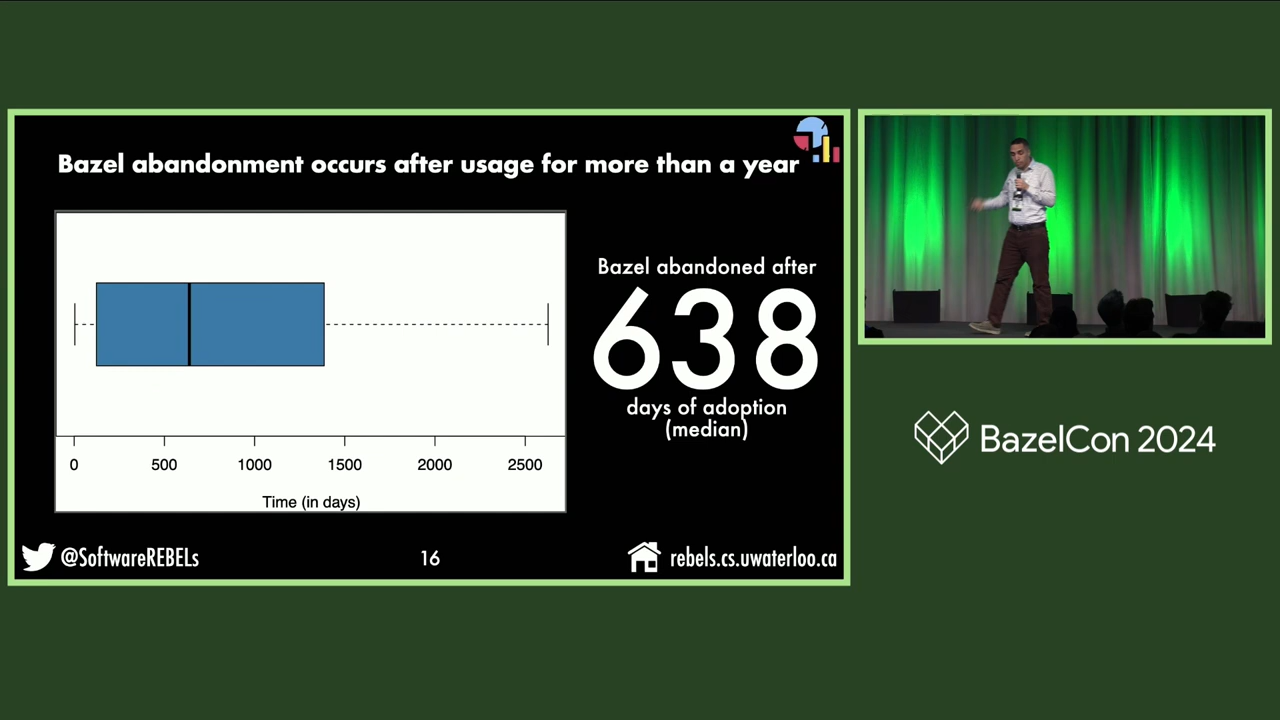 Bazel abandonment occurs after usage for more than a year
Bazel abandoned after
638
days of adoption
(median)
0 500 1000 1500 2000 2500
Time (in days)
@SoftwareREBELs
16
rebels.cs.uwaterloo.ca
BazelCon 2024